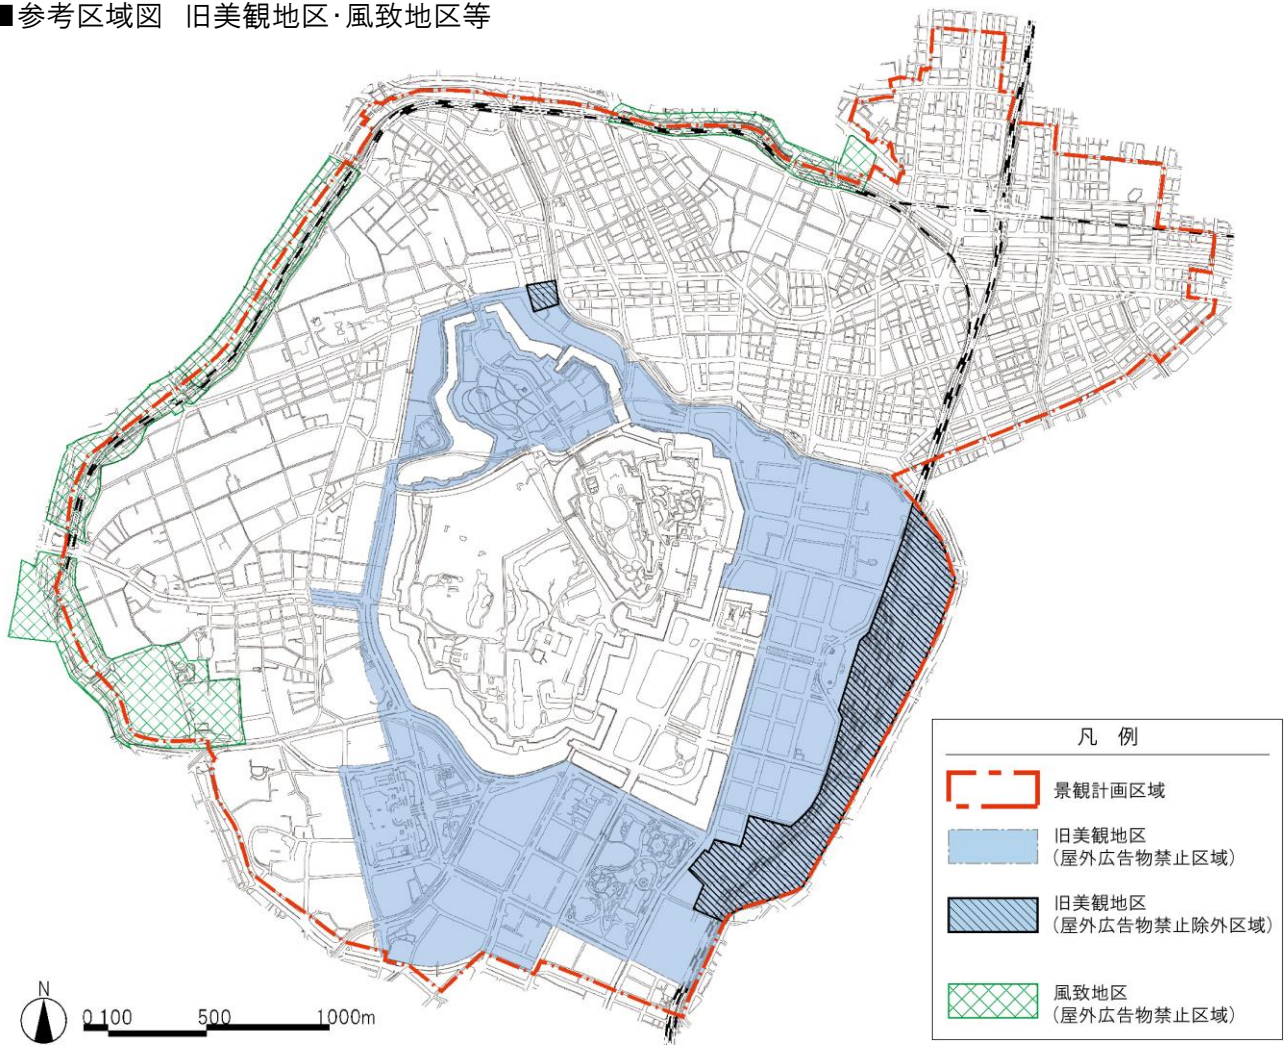 ■参考区域図 旧美観地区･風致地区等
凡 例
景観計画区域
旧美観地区
(屋外広告物禁止区域)
旧美観地区
(屋外広告物禁止除外区域)
風致地区
(屋外広告物禁止区域)
N
0 100 500 1000m